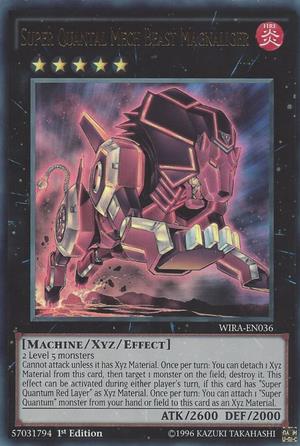 SUPER QUANTAL MECH BEAST MAGNALIGER
FIRE
炎
WIRA-EN036
[Machine/Xyz/Effect]
2 Level 5 monsters
Cannot attack unless it has Xyz Material. Once per turn: You can detach 1 Xyz
Material from this card, then target 1 monster on the field; destroy it. This
effect can be activated during either player's turn, if this card has "Super
Quantum Red Layer" as Xyz Material. Once per turn: You can attach 1 "Super
Quantum" monster from your hand or field to this card as an Xyz Material.
ATK/2600 DEF/2000
57031794 1st Edition ©1996 KAZUKI TAKAHASHI